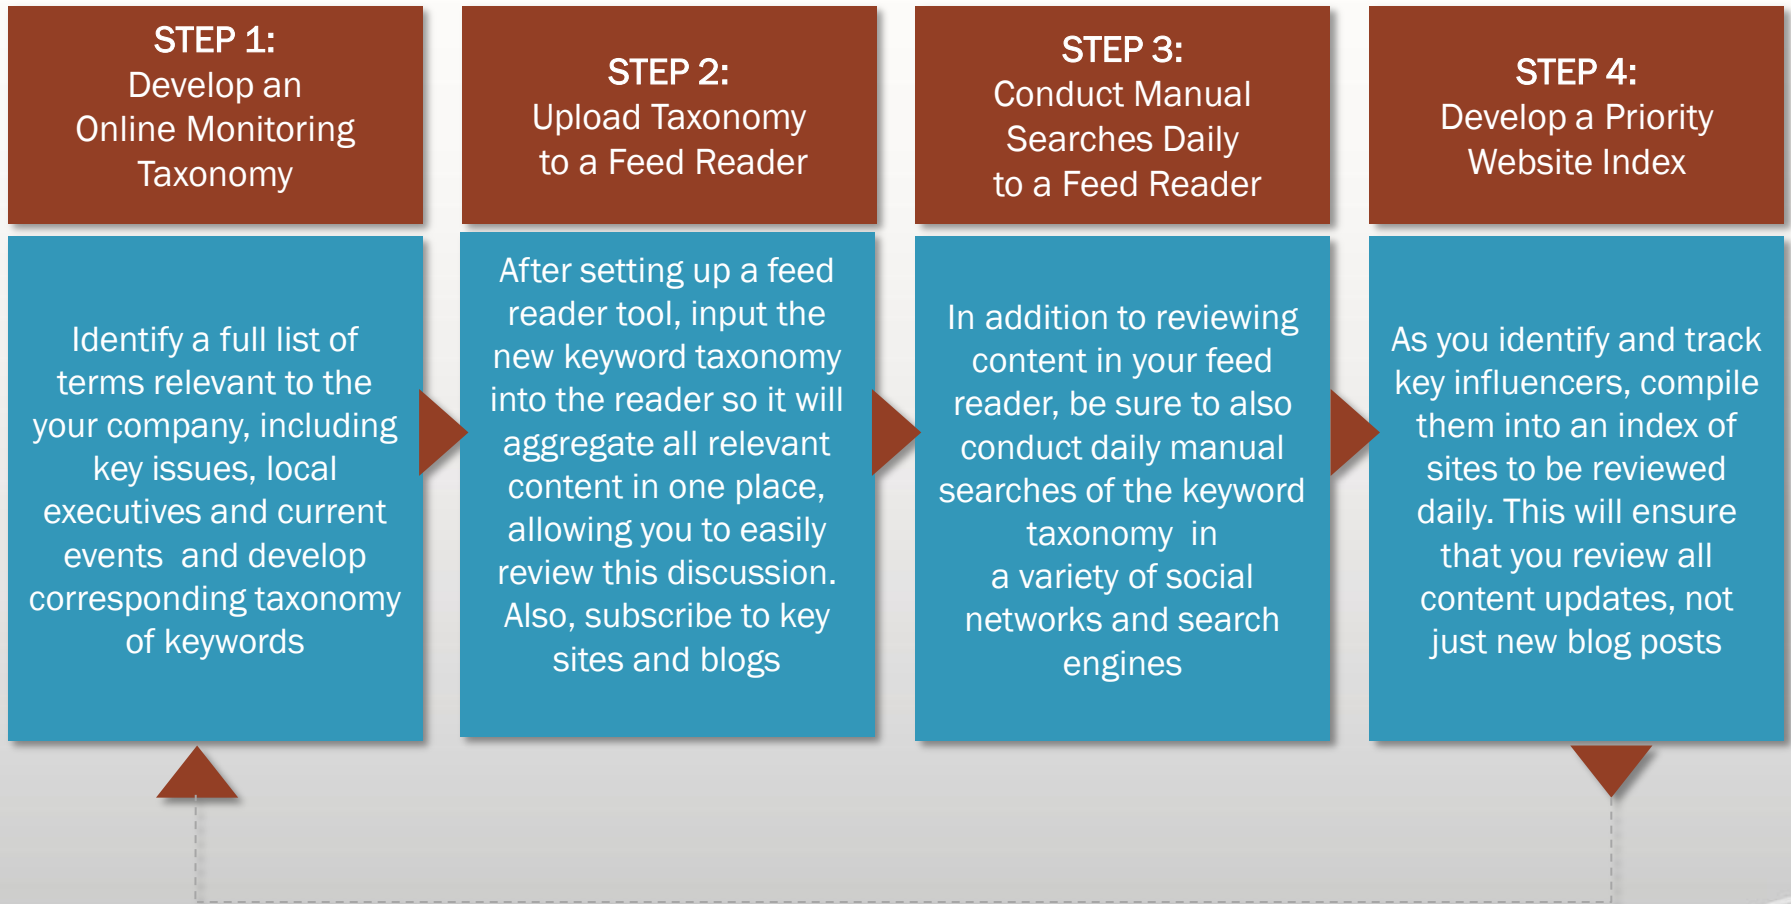 STEP 1:
Develop an
Online Monitoring
Taxonomy
Identify a full list of
terms relevant to the
your company, including
key issues, local
executives and current
events  and develop
corresponding taxonomy
of keywords
STEP 2:
Upload Taxonomy
to a Feed Reader
After setting up a feed
reader tool, input the
new keyword taxonomy
into the reader so it will
aggregate all relevant
content in one place,
allowing you to easily
review this discussion.
Also, subscribe to key
sites and blogs
STEP 3:
Conduct Manual
Searches Daily
to a Feed Reader
In addition to reviewing
content in your feed
reader, be sure to also
conduct daily manual
searches of the keyword
taxonomy  in
a variety of social
networks and search
engines
STEP 4:
Develop a Priority
Website Index
As you identify and track
key influencers, compile
them into an index of
sites to be reviewed
daily. This will ensure
that you review all
content updates, not
just new blog posts